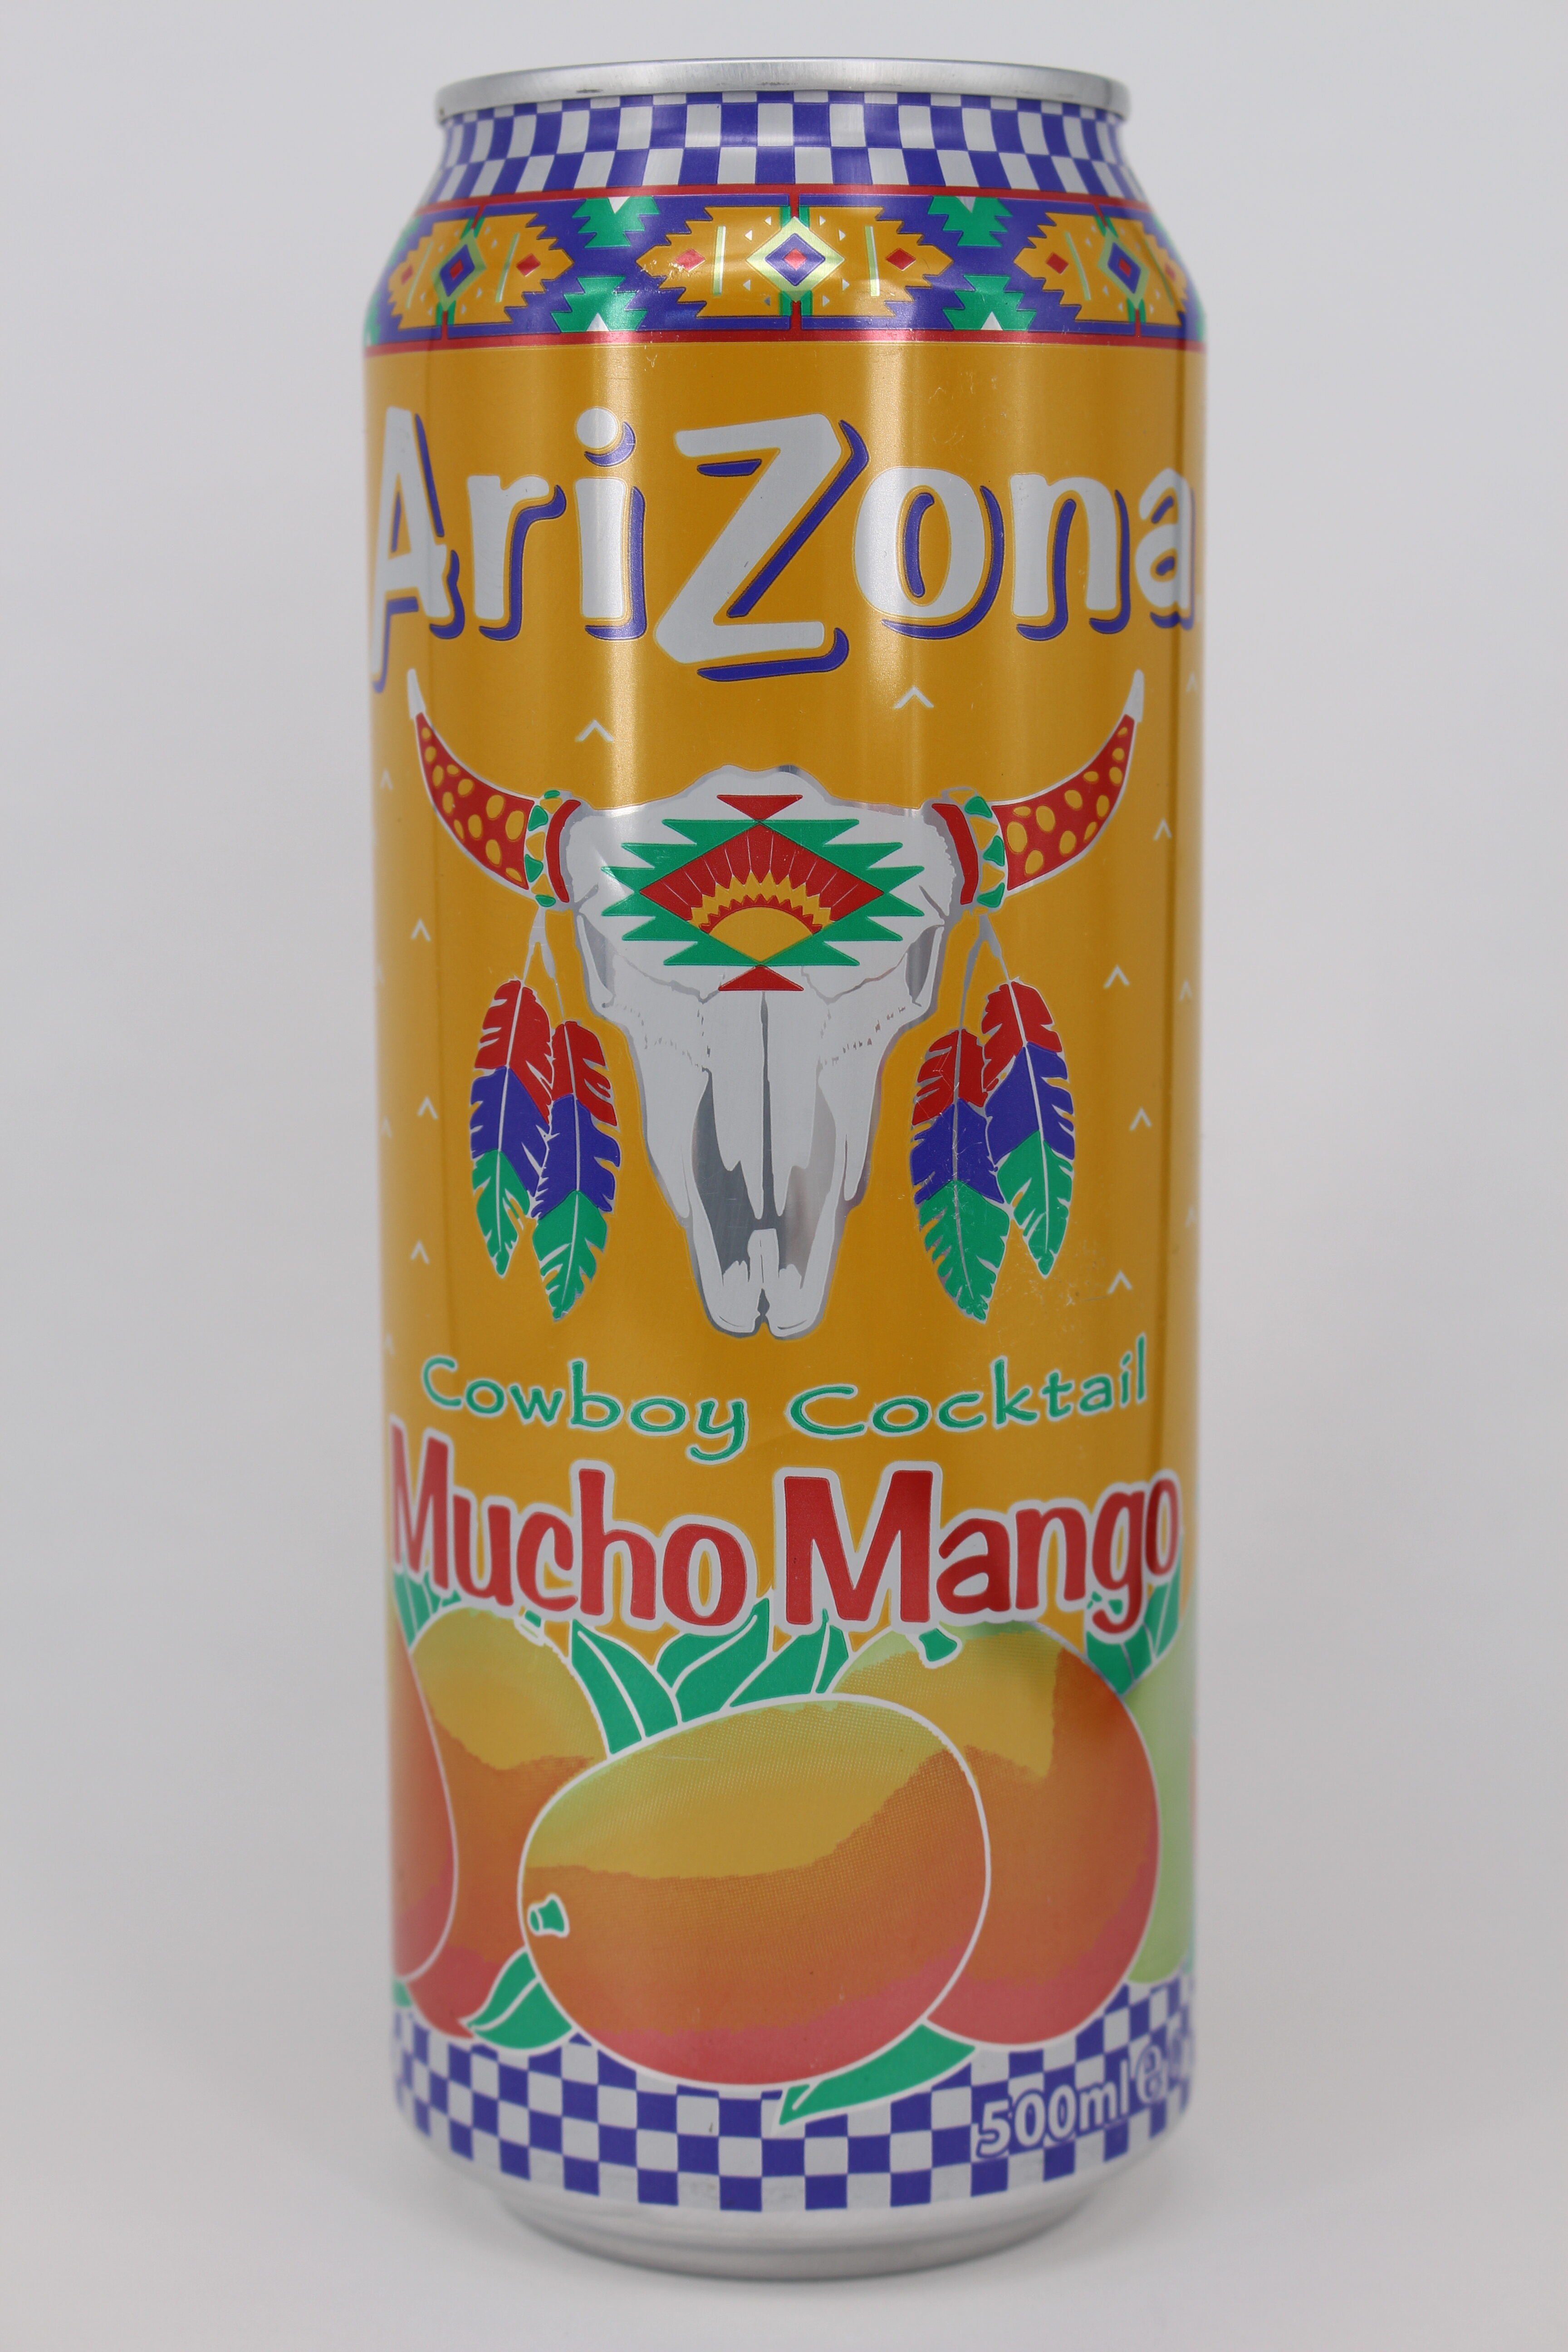 AriZona
Cowboy Cocktail
Mucho Mango
500ml e